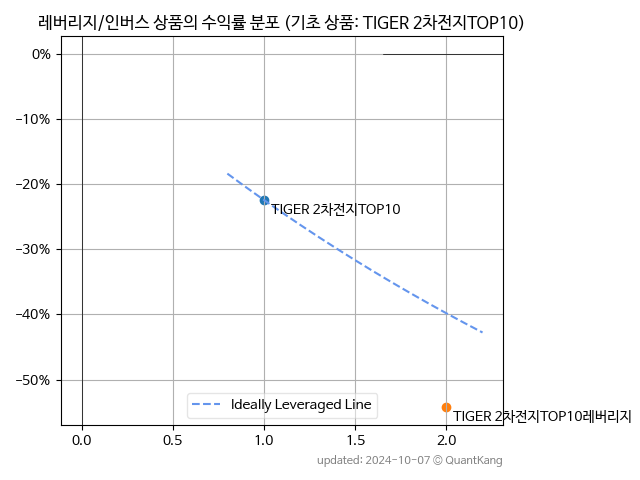 레버리지/인버스 상품의 수익률 분포 (기초 상품: TIGER 2차전지TOP10)
0%
−10%
−20%
−30%
−40%
−50%
TIGER 2차전지TOP10
TIGER 2차전지TOP10레버리지
Ideally Leveraged Line
0.0 0.5 1.0 1.5 2.0
updated: 2024-10-07 © QuantKang